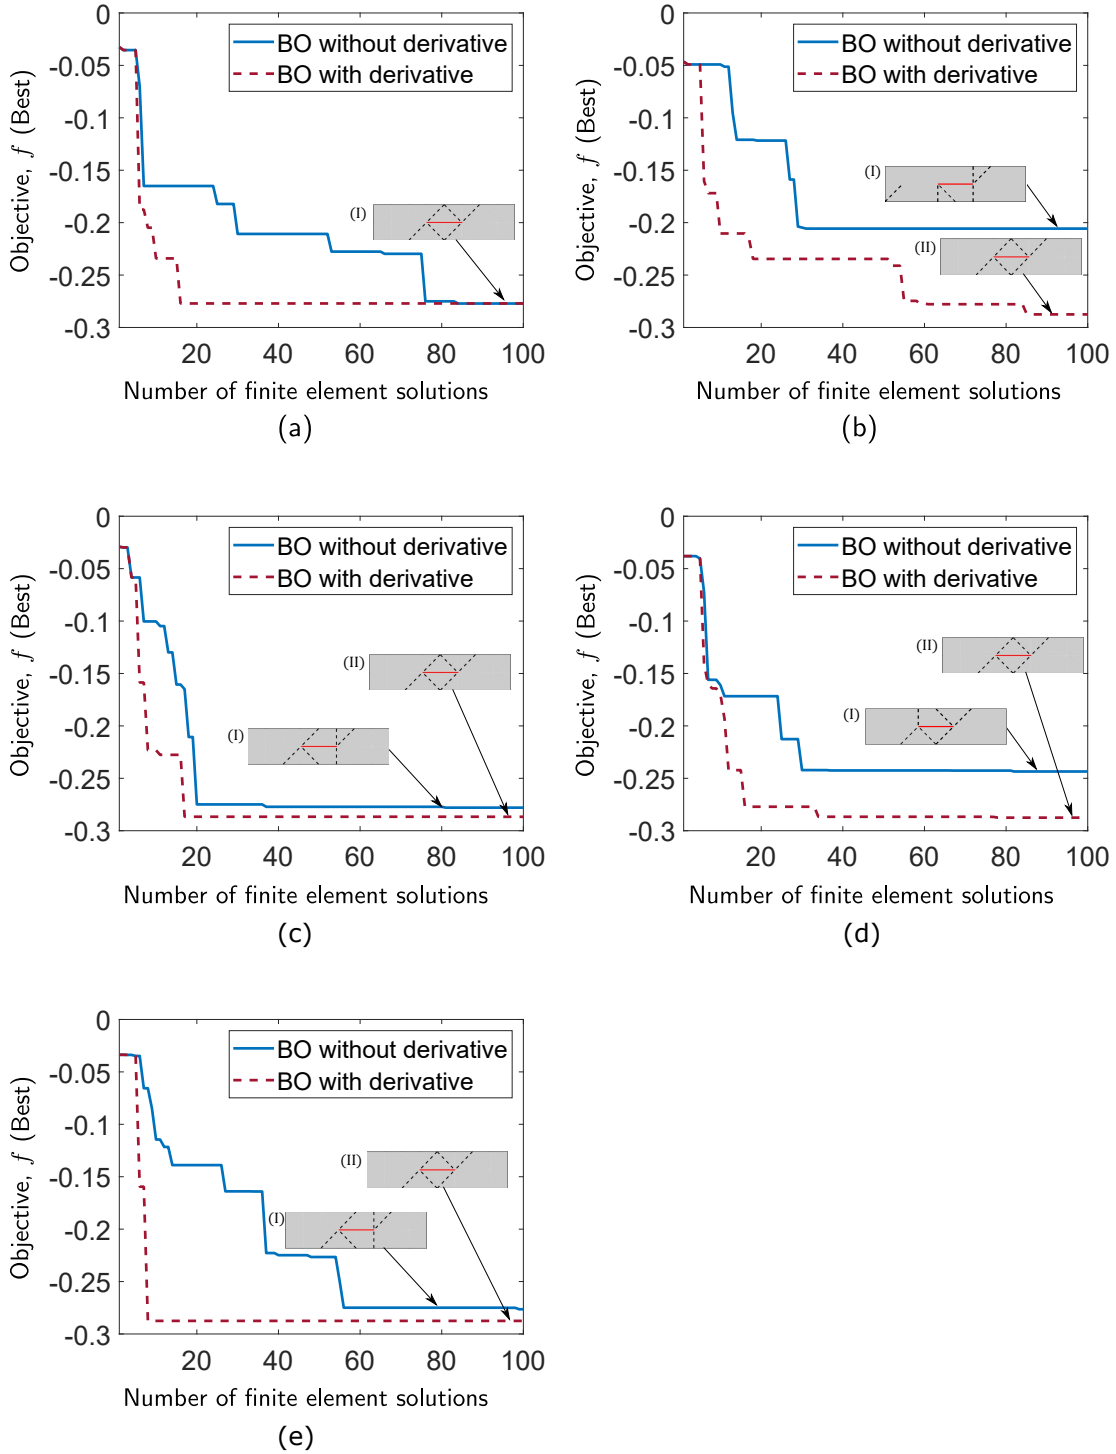 0
-0.05
-0.1
-0.15
-0.2
-0.25
-0.3
Objective, f (Best)
BO without derivative
BO with derivative
(I)
20 40 60 80 100
Number of finite element solutions
(a)
0
-0.05
-0.1
-0.15
-0.2
-0.25
-0.3
Objective, f (Best)
BO without derivative
BO with derivative
(I)
(II)
20 40 60 80 100
Number of finite element solutions
(b)
0
-0.05
-0.1
-0.15
-0.2
-0.25
-0.3
Objective, f (Best)
BO without derivative
BO with derivative
(II)
(I)
20 40 60 80 100
Number of finite element solutions
(c)
0
-0.05
-0.1
-0.15
-0.2
-0.25
-0.3
Objective, f (Best)
BO without derivative
BO with derivative
(II)
(I)
20 40 60 80 100
Number of finite element solutions
(d)
0
-0.05
-0.1
-0.15
-0.2
-0.25
-0.3
Objective, f (Best)
BO without derivative
BO with derivative
(II)
(I)
20 40 60 80 100
Number of finite element solutions
(e)